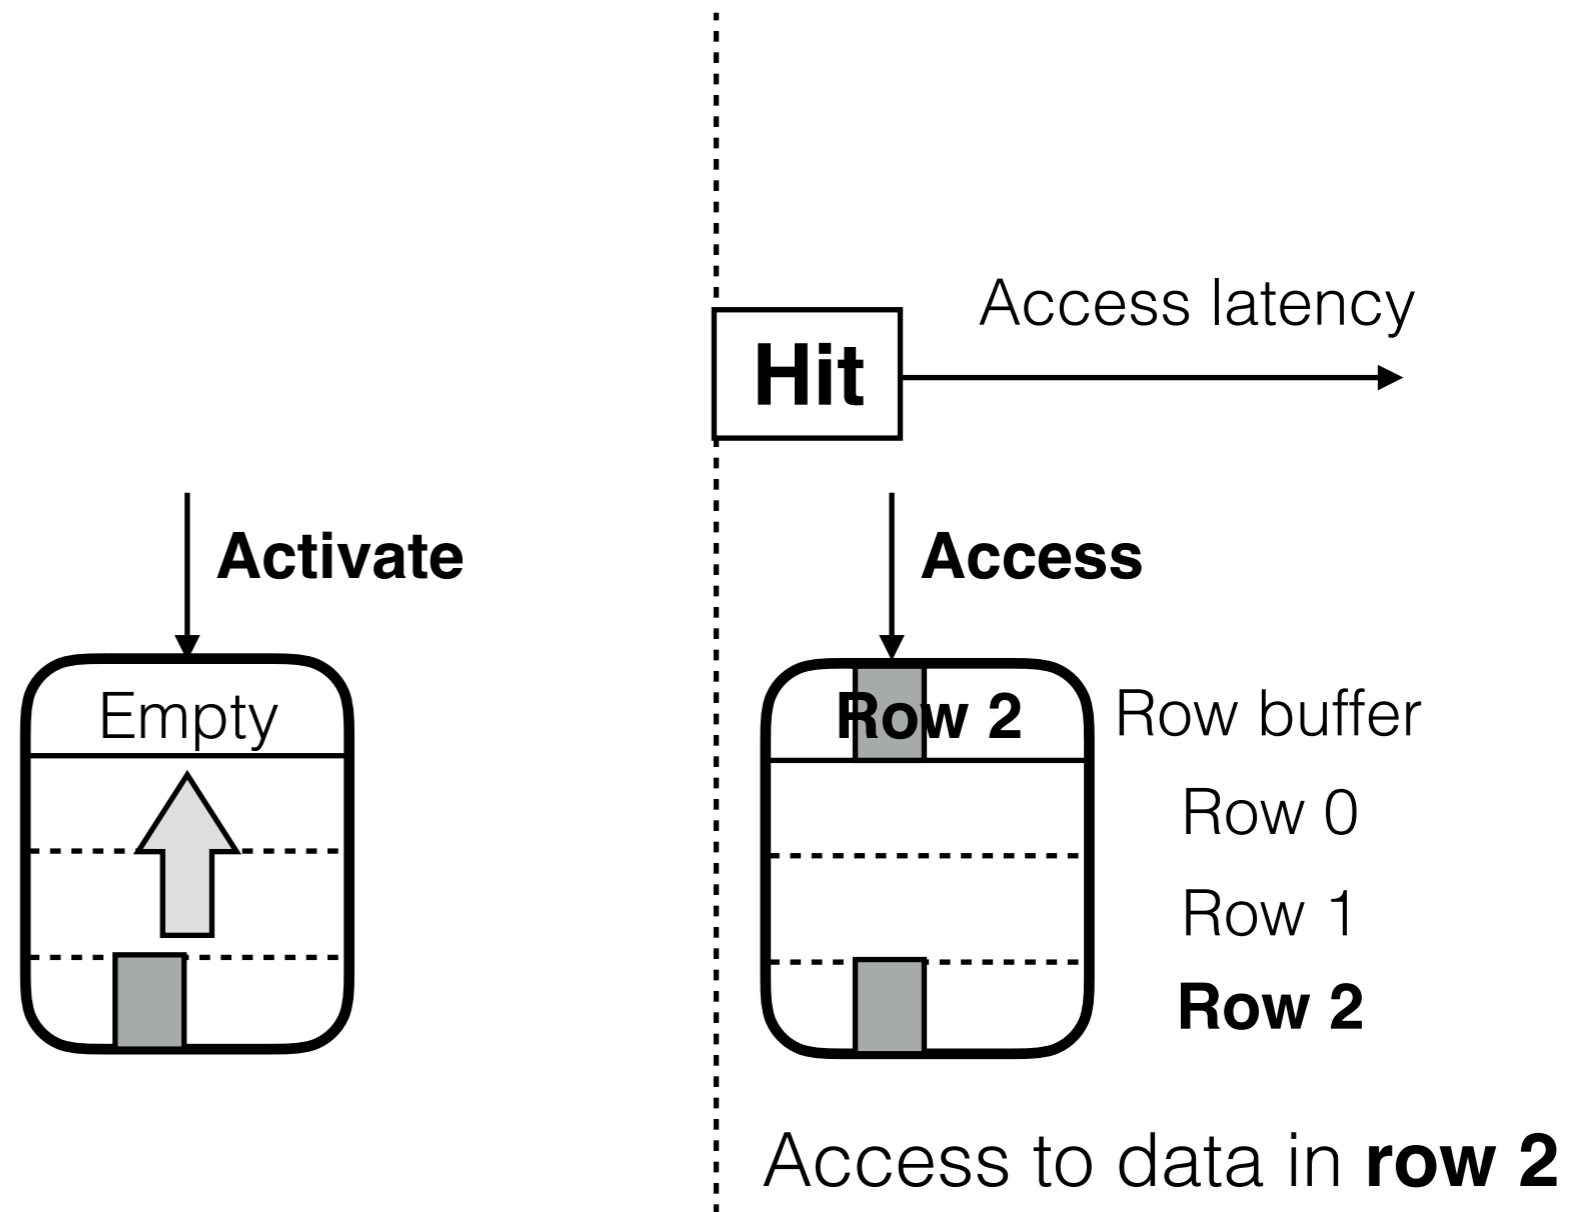 Access latency
Hit
Activate
Access
Empty
Row 2
Row buffer
Row 0
Row 1
Row 2
Access to data in row 2